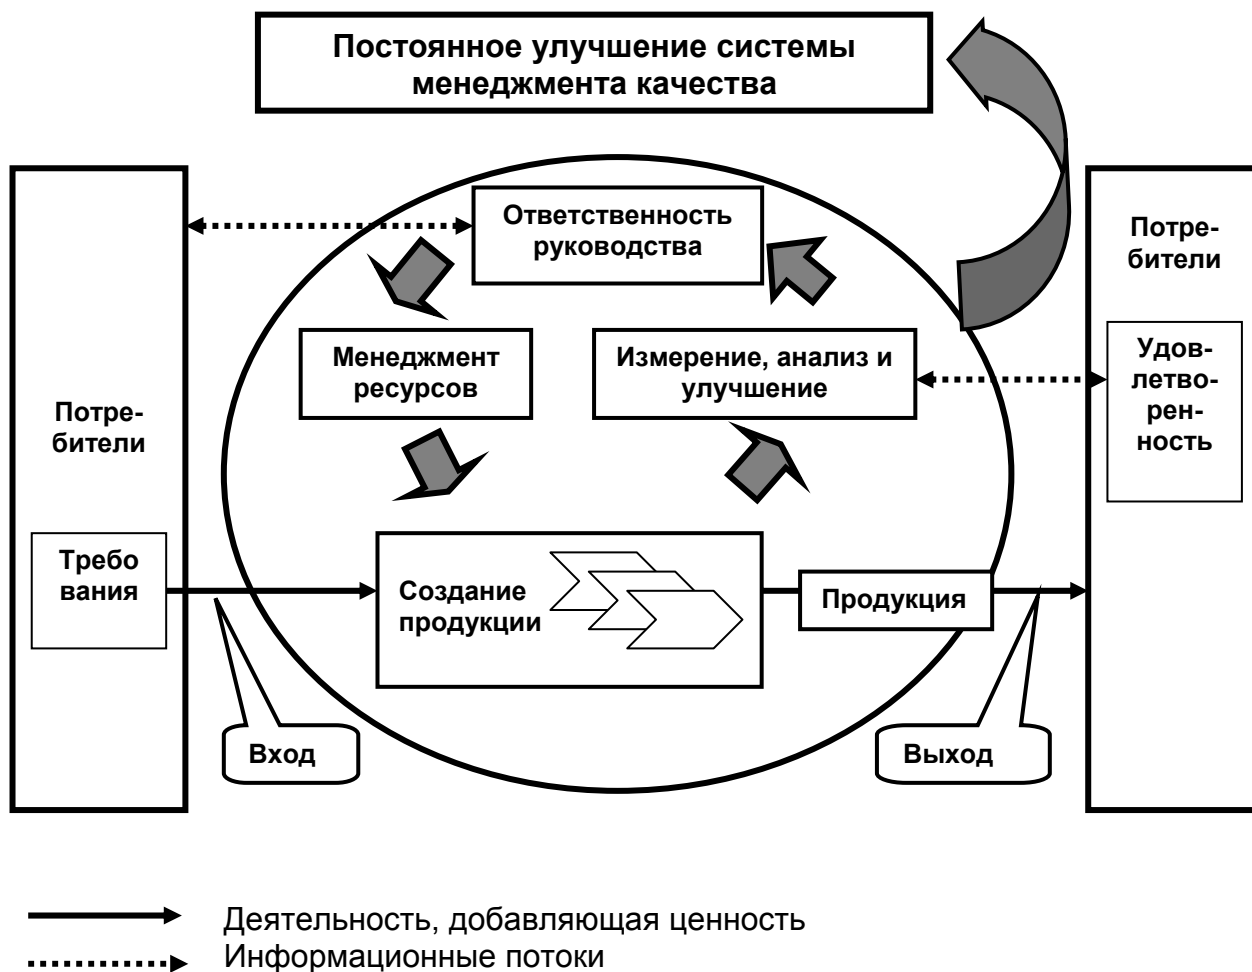 Постоянное улучшение системы
менеджмента качества
Ответственность
руководства
Потре-
бители
Менеджмент
ресурсов
Измерение, анализ и
улучшение
Удов-
летво-
рен-
ность
Потре-
бители
Требо
вания
Создание
продукции
Продукция
Вход
Выход
Деятельность, добавляющая ценность
Информационные потоки